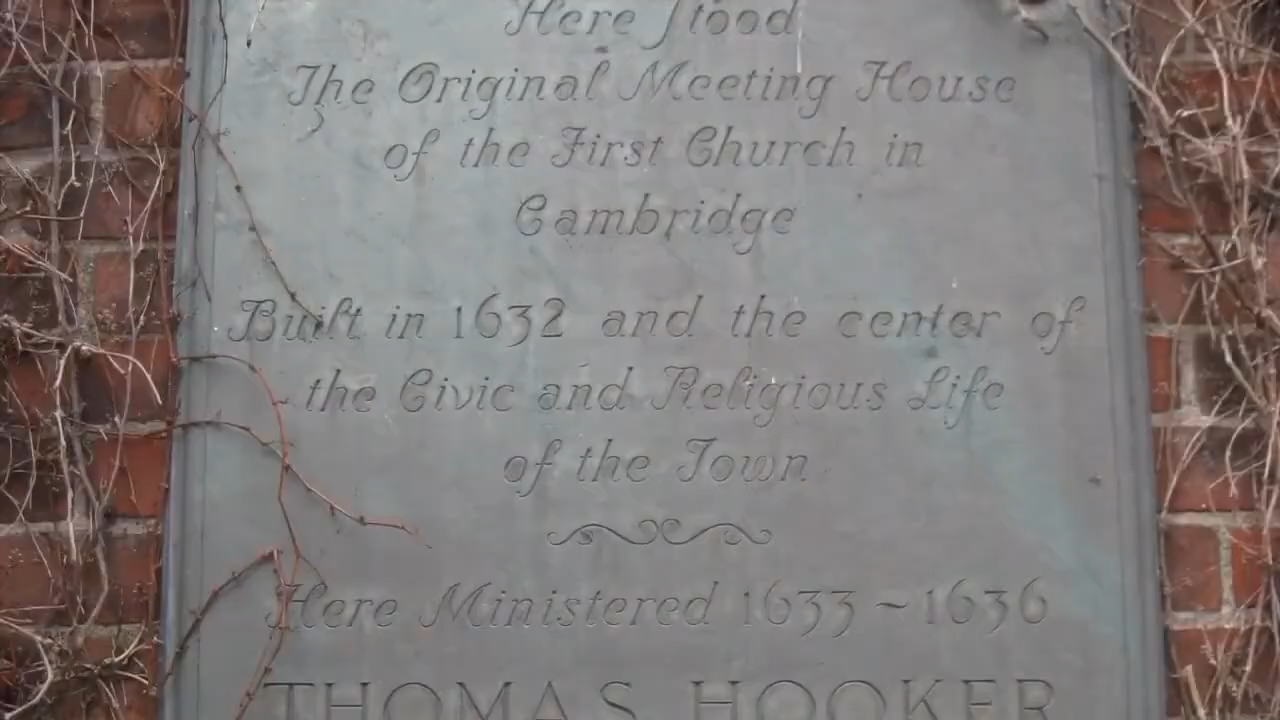 Here Stood
The Original Meeting House
of the First Church in
Cambridge
Built in 1632 and the center of
the Civic and Religious Life
of the Town
Here Ministered 1633 ~ 1636
THOMAS HOOKER